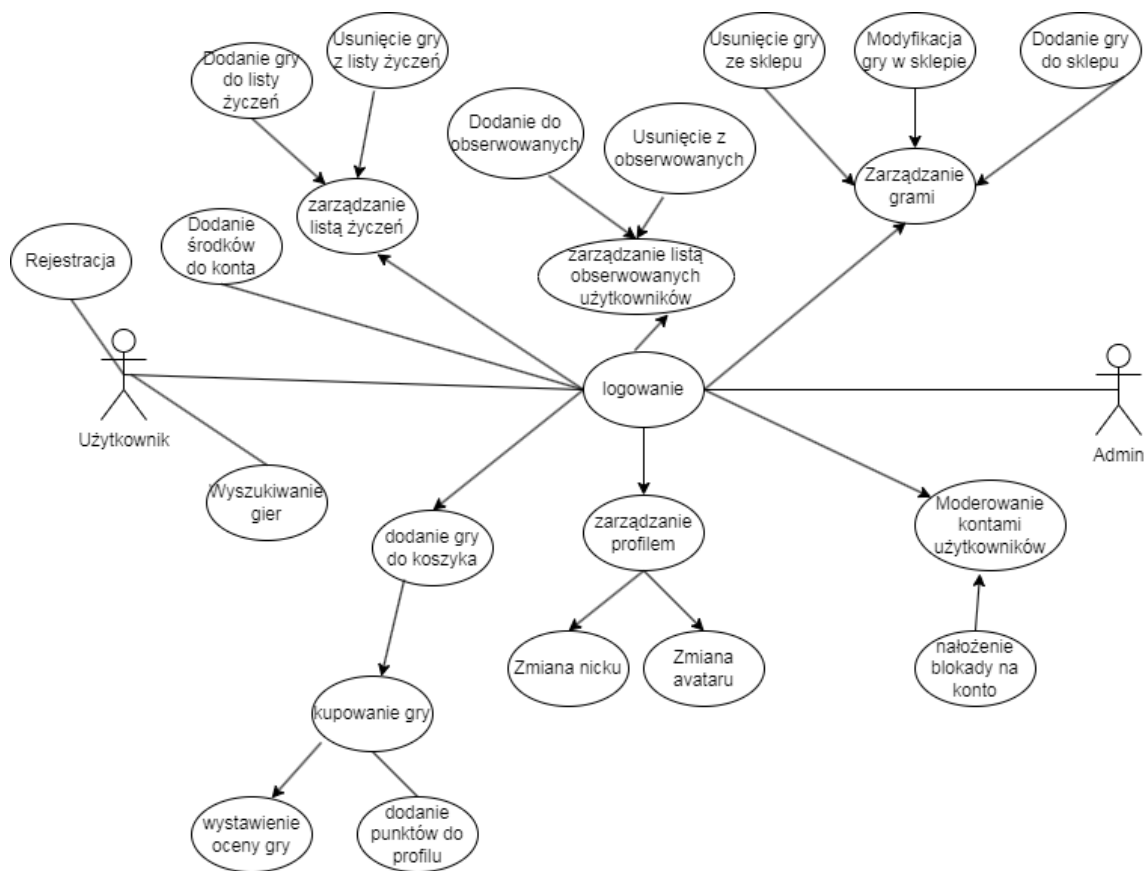 Dodanie gry
do listy
życzeń
Usunięcie gry
z listy życzeń
Dodanie do
obserwowanych
Usunięcie z
obserwowanych
Usunięcie gry
ze sklepu
Modyfikacja
gry w sklepie
Dodanie gry
do sklepu
zarządzanie
listą życzeń
Zarządzanie
grami
Rejestracja
Dodanie
środków
do konta
zarządzanie listą
obserwowanych
użytkowników
Użytkownik
logowanie
Admin
Wyszukiwanie
gier
dodanie gry
do koszyka
zarządzanie
profilem
Moderowanie
kontami
użytkowników
Zmiana nicku
Zmiana
avataru
nałożenie
blokady na
konto
kupowanie gry
wystawienie
oceny gry
dodanie
punktów do
profilu